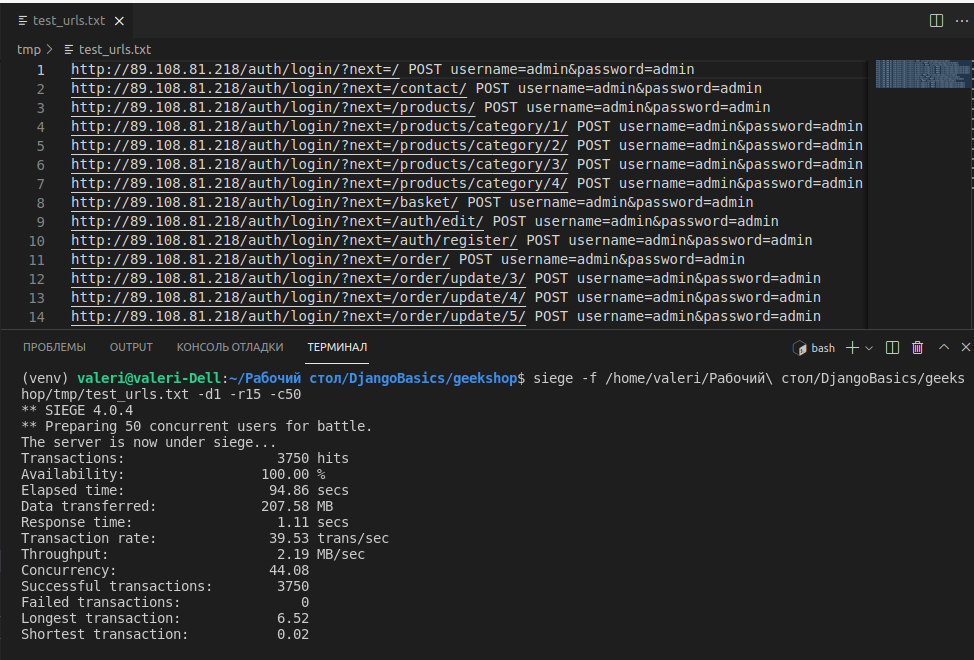 test_urls.txt
tmp > test_urls.txt
1 http://89.108.81.218/auth/login/?next=/ POST username=admin&password=admin
2 http://89.108.81.218/auth/login/?next=/contact/ POST username=admin&password=admin
3 http://89.108.81.218/auth/login/?next=/products/ POST username=admin&password=admin
4 http://89.108.81.218/auth/login/?next=/products/category/1/ POST username=admin&password=admin
5 http://89.108.81.218/auth/login/?next=/products/category/2/ POST username=admin&password=admin
6 http://89.108.81.218/auth/login/?next=/products/category/3/ POST username=admin&password=admin
7 http://89.108.81.218/auth/login/?next=/products/category/4/ POST username=admin&password=admin
8 http://89.108.81.218/auth/login/?next=/basket/ POST username=admin&password=admin
9 http://89.108.81.218/auth/login/?next=/auth/edit/ POST username=admin&password=admin
10 http://89.108.81.218/auth/login/?next=/auth/register/ POST username=admin&password=admin
11 http://89.108.81.218/auth/login/?next=/order/ POST username=admin&password=admin
12 http://89.108.81.218/auth/login/?next=/order/update/3/ POST username=admin&password=admin
13 http://89.108.81.218/auth/login/?next=/order/update/4/ POST username=admin&password=admin
14 http://89.108.81.218/auth/login/?next=/order/update/5/ POST username=admin&password=admin
ПРОБЛЕМЫ OUTPUT КОНСОЛЬ ОТЛАДКИ ТЕРМИНАЛ bash
(venv) valeri@valeri-Dell:~/Рабочий стол/DjangoBasics/geekshop$ siege -f /home/valeri/Рабочий\ стол/DjangoBasics/geeks
hop/tmp/test_urls.txt -d1 -r15 -c50
** SIEGE 4.0.4
** Preparing 50 concurrent users for battle.
The server is now under siege...
Transactions: 3750 hits
Availability: 100.00 %
Elapsed time: 94.86 secs
Data transferred: 207.58 MB
Response time: 1.11 secs
Transaction rate: 39.53 trans/sec
Throughput: 2.19 MB/sec
Concurrency: 44.08
Successful transactions: 3750
Failed transactions: 0
Longest transaction: 6.52
Shortest transaction: 0.02